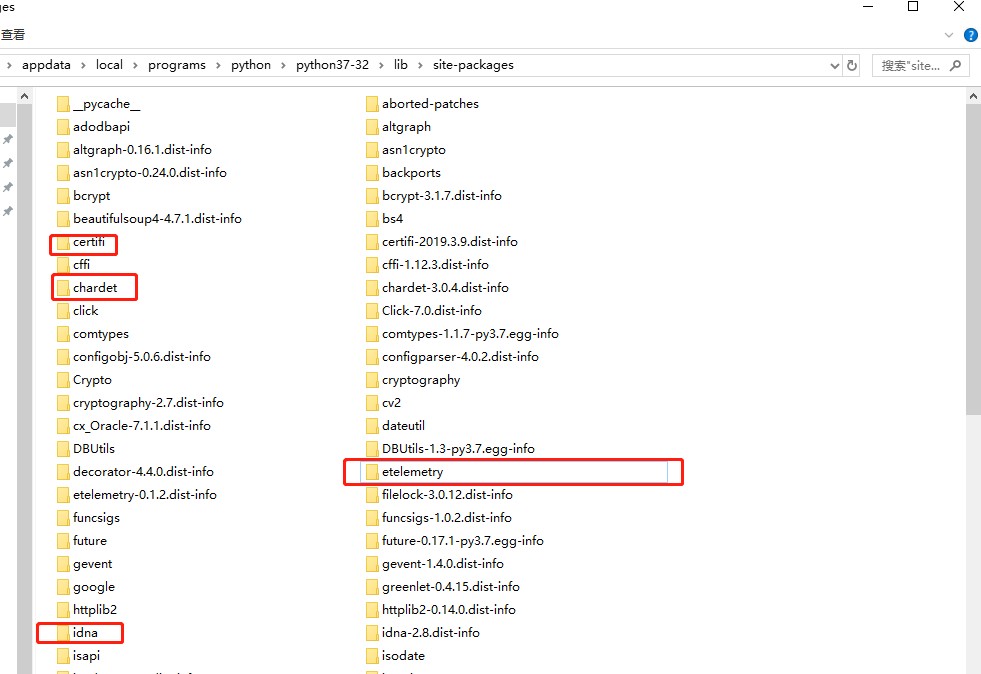 es
查看
appdata › local › programs › python › python37-32 › lib › site-packages
搜索"site...
__pycache__
aborted-patches
adodbapi
altgraph
altgraph-0.16.1.dist-info
asn1crypto
asn1crypto-0.24.0.dist-info
backports
bcrypt
bcrypt-3.1.7.dist-info
beautifulsoup4-4.7.1.dist-info
bs4
certifi
certifi-2019.3.9.dist-info
cffi
cffi-1.12.3.dist-info
chardet
chardet-3.0.4.dist-info
click
Click-7.0.dist-info
comtypes
comtypes-1.1.7-py3.7.egg-info
configobj-5.0.6.dist-info
configparser-4.0.2.dist-info
Crypto
cryptography
cryptography-2.7.dist-info
cv2
cx_Oracle-7.1.1.dist-info
dateutil
DBUtils
DBUtils-1.3-py3.7.egg-info
decorator-4.4.0.dist-info
etelemetry
etelemetry-0.1.2.dist-info
filelock-3.0.12.dist-info
funcsigs
funcsigs-1.0.2.dist-info
future
future-0.17.1-py3.7.egg-info
gevent
gevent-1.4.0.dist-info
google
greenlet-0.4.15.dist-info
httplib2
httplib2-0.14.0.dist-info
idna
idna-2.8.dist-info
isapi
isodate